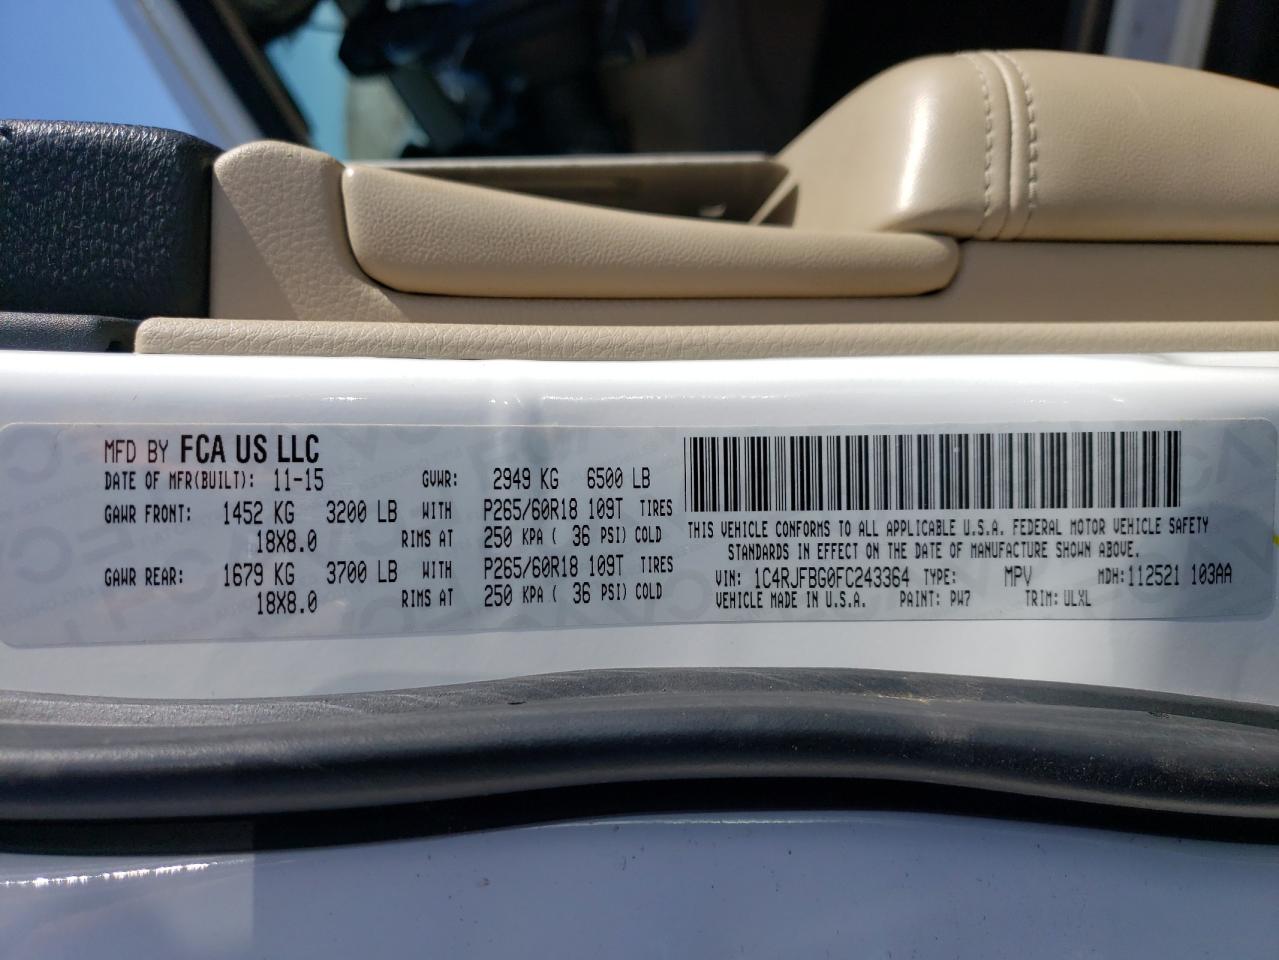 MFD BY FCA US LLC
DATE OF MFR(BUILT): 11-15 GVWR: 2949 KG 6500 LB
GAWR FRONT: 1452 KG 3200 LB WITH P265/60R18 109T TIRES
18X8.0 RIMS AT 250 KPA ( 36 PSI) COLD
GAWR REAR: 1679 KG 3700 LB WITH P265/60R18 109T TIRES
18X8.0 RIMS AT 250 KPA ( 36 PSI) COLD
THIS VEHICLE CONFORMS TO ALL APPLICABLE U.S.A. FEDERAL MOTOR VEHICLE SAFETY
STANDARDS IN EFFECT ON THE DATE OF MANUFACTURE SHOWN ABOVE.
VIN: 1C4RJFBG0FC243364 TYPE: MPV MDH: 112521 103AA
VEHICLE MADE IN U.S.A. PAINT: PW7 TRIM: ULXL